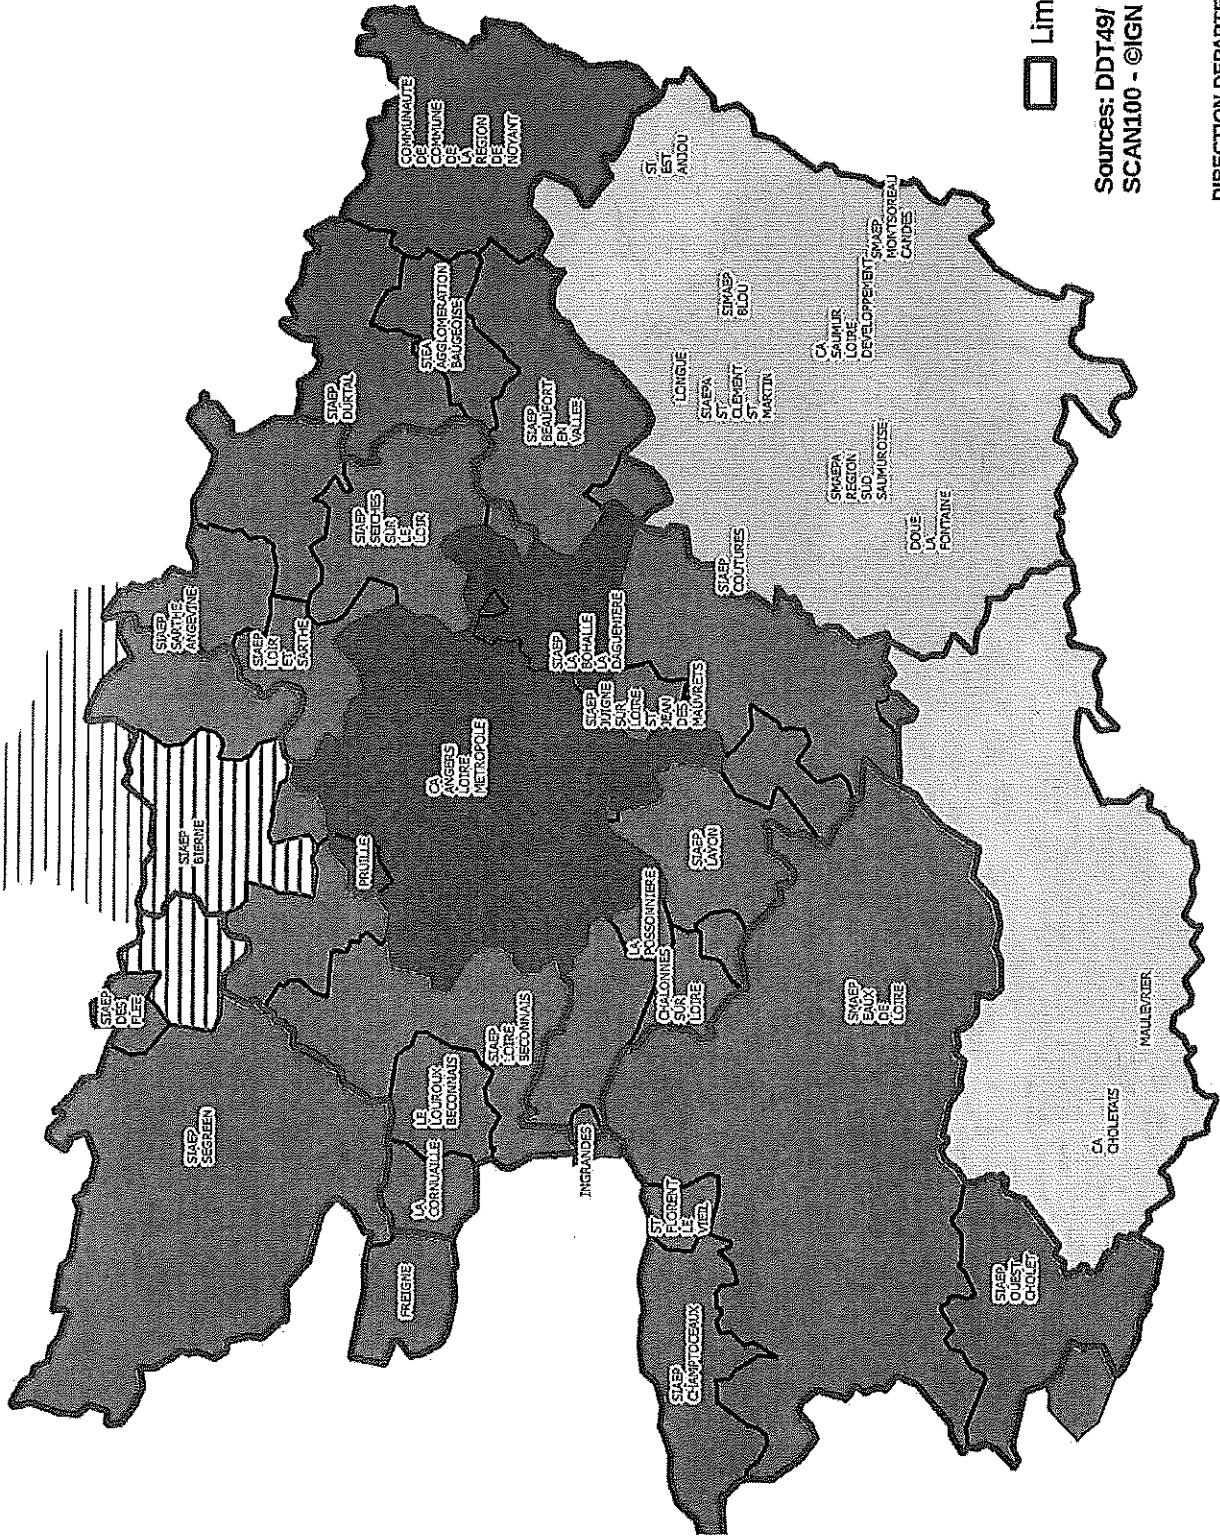 SIAEP
DES
FLEE
SIAEP
SARTHE
ANGEVINE
SIAEP
BIERNE
SIAEP
SEGREEN
SIAEP
LOIR
ET
SARTHE
SIAEP
DURTAL
SIAEP
SEICHES
SUR
LE
LOIR
PRUILLE
FREIGNE
COMMUNAUTE
DE
COMMUNE
DE
LA
REGION
DE
NOYANT
LA
CORNUAILLE
LE
LOUROUX
BECONNAIS
CA
ANGERS
LOIRE
METROPOLE
SIEA
AGGLOMERATION
BAUGEOISE
SIAEP
LOIRE
BECONNAIS
SIAEP
BEAUFORT
EN
VALLEE
SIAEP
LA
BOHALLE
LA
DAGUENIERE
INGRANDES
SIAEP
JUIGNE
SUR
LOIRE
ST
JEAN
DES
MAUVRETS
LA
POSSONNIERE
ST
FLORENT
LE
VIEIL
CHALONNES
SUR
LOIRE
SI
EST
ANJOU
SIAEP
CHAMPTOCEAUX
SIAEP
LAYON
LONGUE
SIAEPA
ST
CLEMENT
ST
MARTIN
SIAEP
COUTURES
SIMAEP
BLOU
CA
SAUMUR
LOIRE
DEVELOPPEMENT
SMAEPA
REGION
SUD
SAUMUROISE
SMAEP
EAUX
DE
LOIRE
SMAEP
MONTSOREAU
CANDES
DOUE
LA
FONTAINE
SIAEP
OUEST
CHOLET
CA
CHOLETAIS
MAULEVRIER
Lim
Sources: DDT49/
SCAN100 - ©IGN